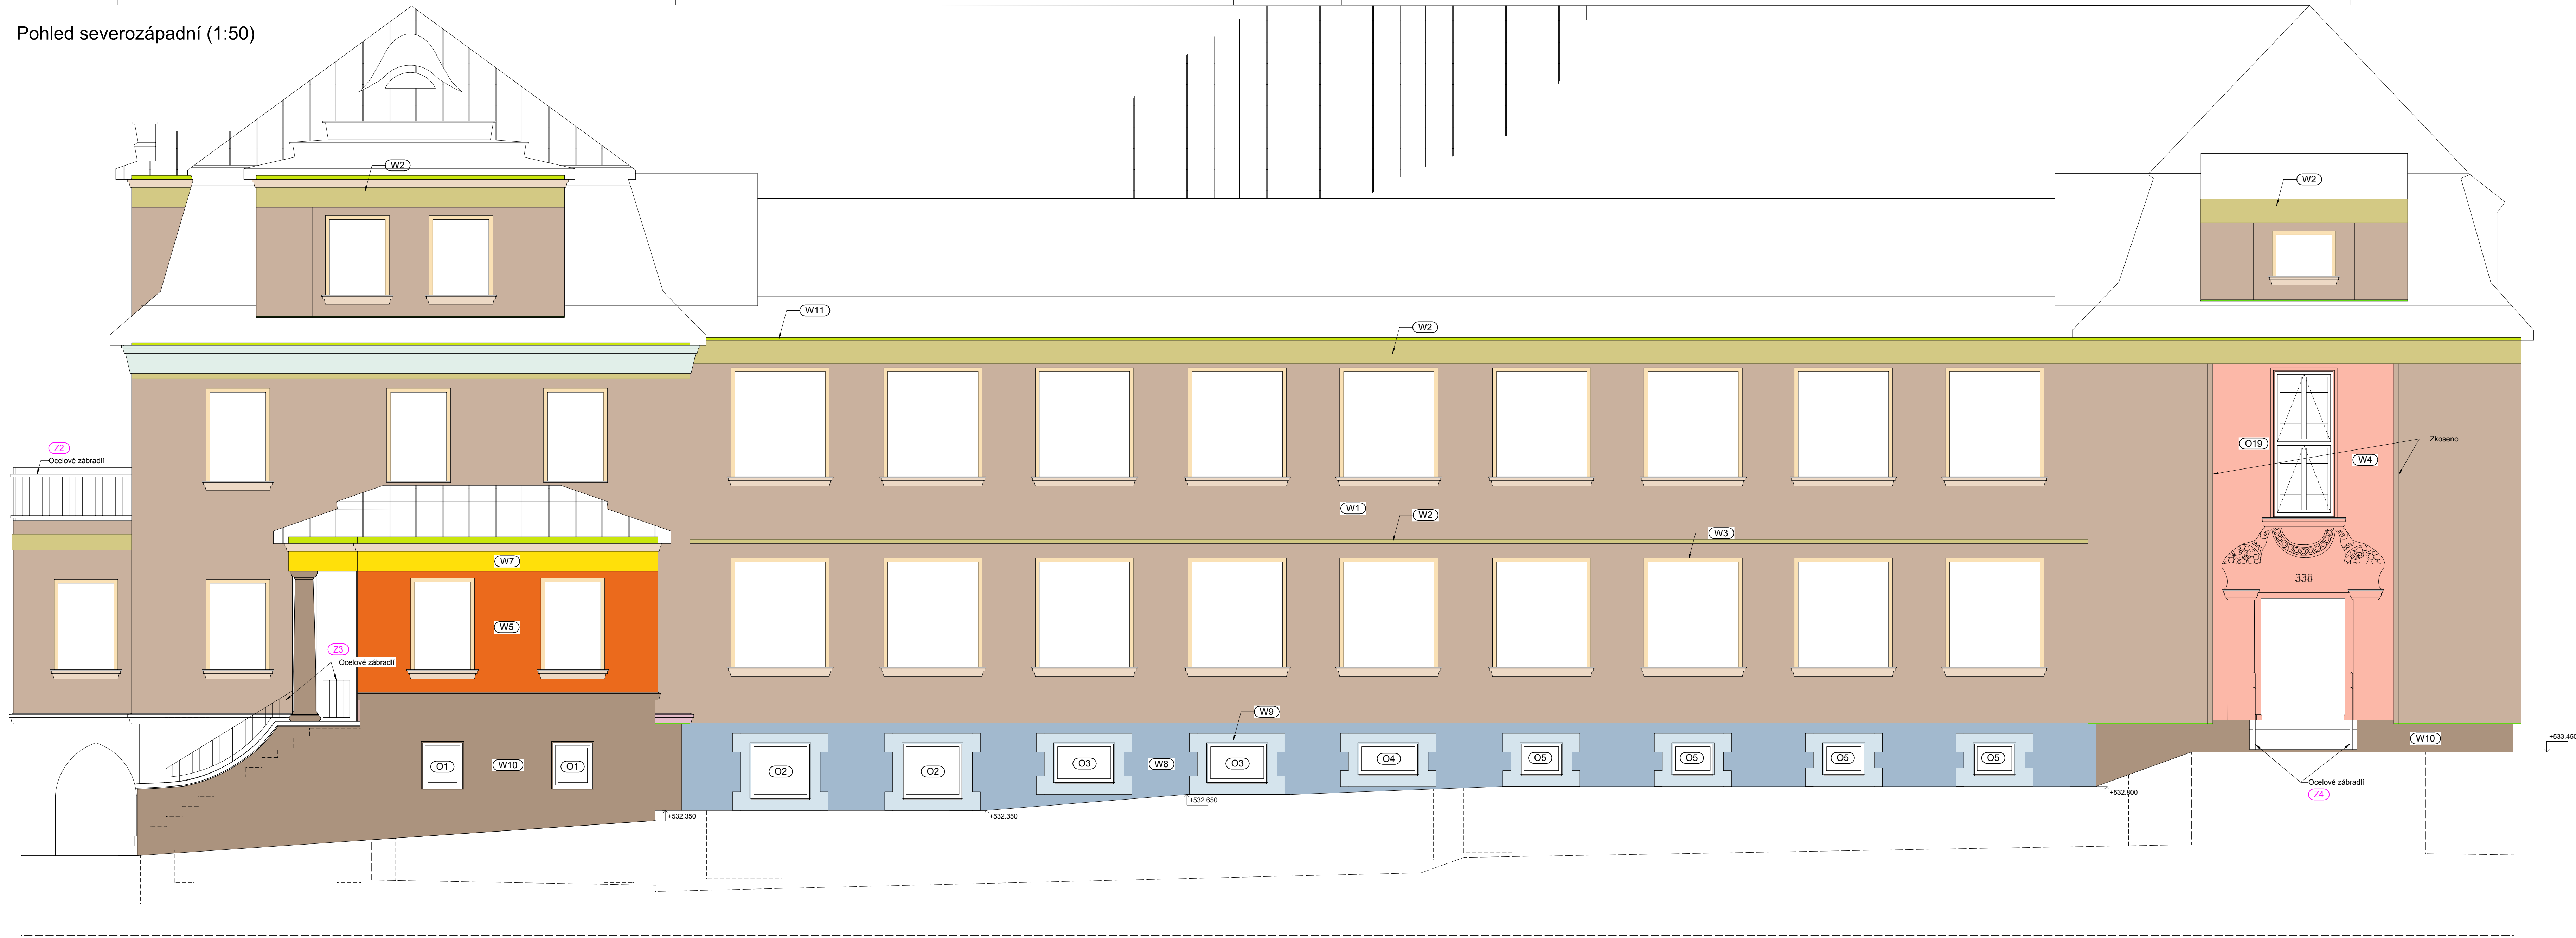 Pohled severozápadní (1:50)
W2
W2
W11
W2
Z2
Ocelové zábradlí
Zkoseno
O19
W4
W1
W2
W3
W7
338
W5
Z3
Ocelové zábradlí
W9
W10
+533.450
O1
W10
O1
O2
O2
O3
W8
O3
O4
O5
O5
O5
O5
Ocelové zábradlí
Z4
+532.650
+532.800
+532.350
+532.350